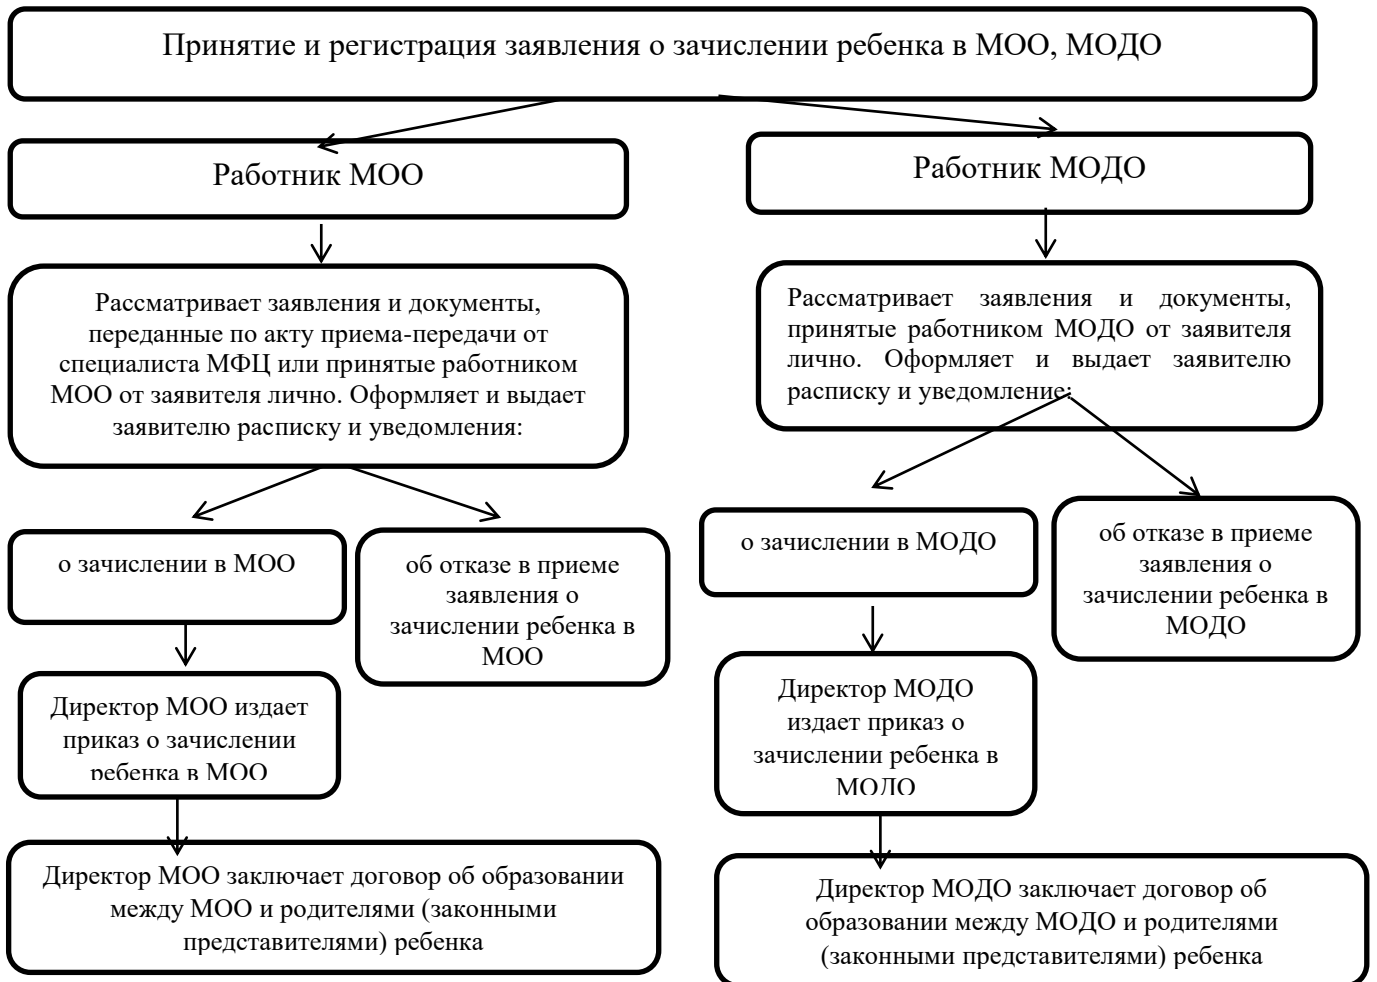 Принятие и регистрация заявления о зачислении ребенка в МОО, МОДО
Работник МОО
Работник МОДО
Рассматривает заявления и документы,
переданные по акту приема-передачи от
специалиста МФЦ или принятые работником
МОО от заявителя лично. Оформляет и выдает
заявителю расписку и уведомления:
Рассматривает заявления и документы,
принятые работником МОДО от заявителя
лично. Оформляет и выдает заявителю
расписку и уведомление:
о зачислении в МОО
об отказе в приеме
заявления о
зачислении ребенка в
МОО
о зачислении в МОДО
об отказе в приеме
заявления о
зачислении ребенка в
МОДО
Директор МОО издает
приказ о зачислении
ребенка в МОО
Директор МОДО
издает приказ о
зачислении ребенка в
МОДО
Директор МОО заключает договор об образовании
между МОО и родителями (законными
представителями) ребенка
Директор МОДО заключает договор об
образовании между МОДО и родителями
(законными представителями) ребенка